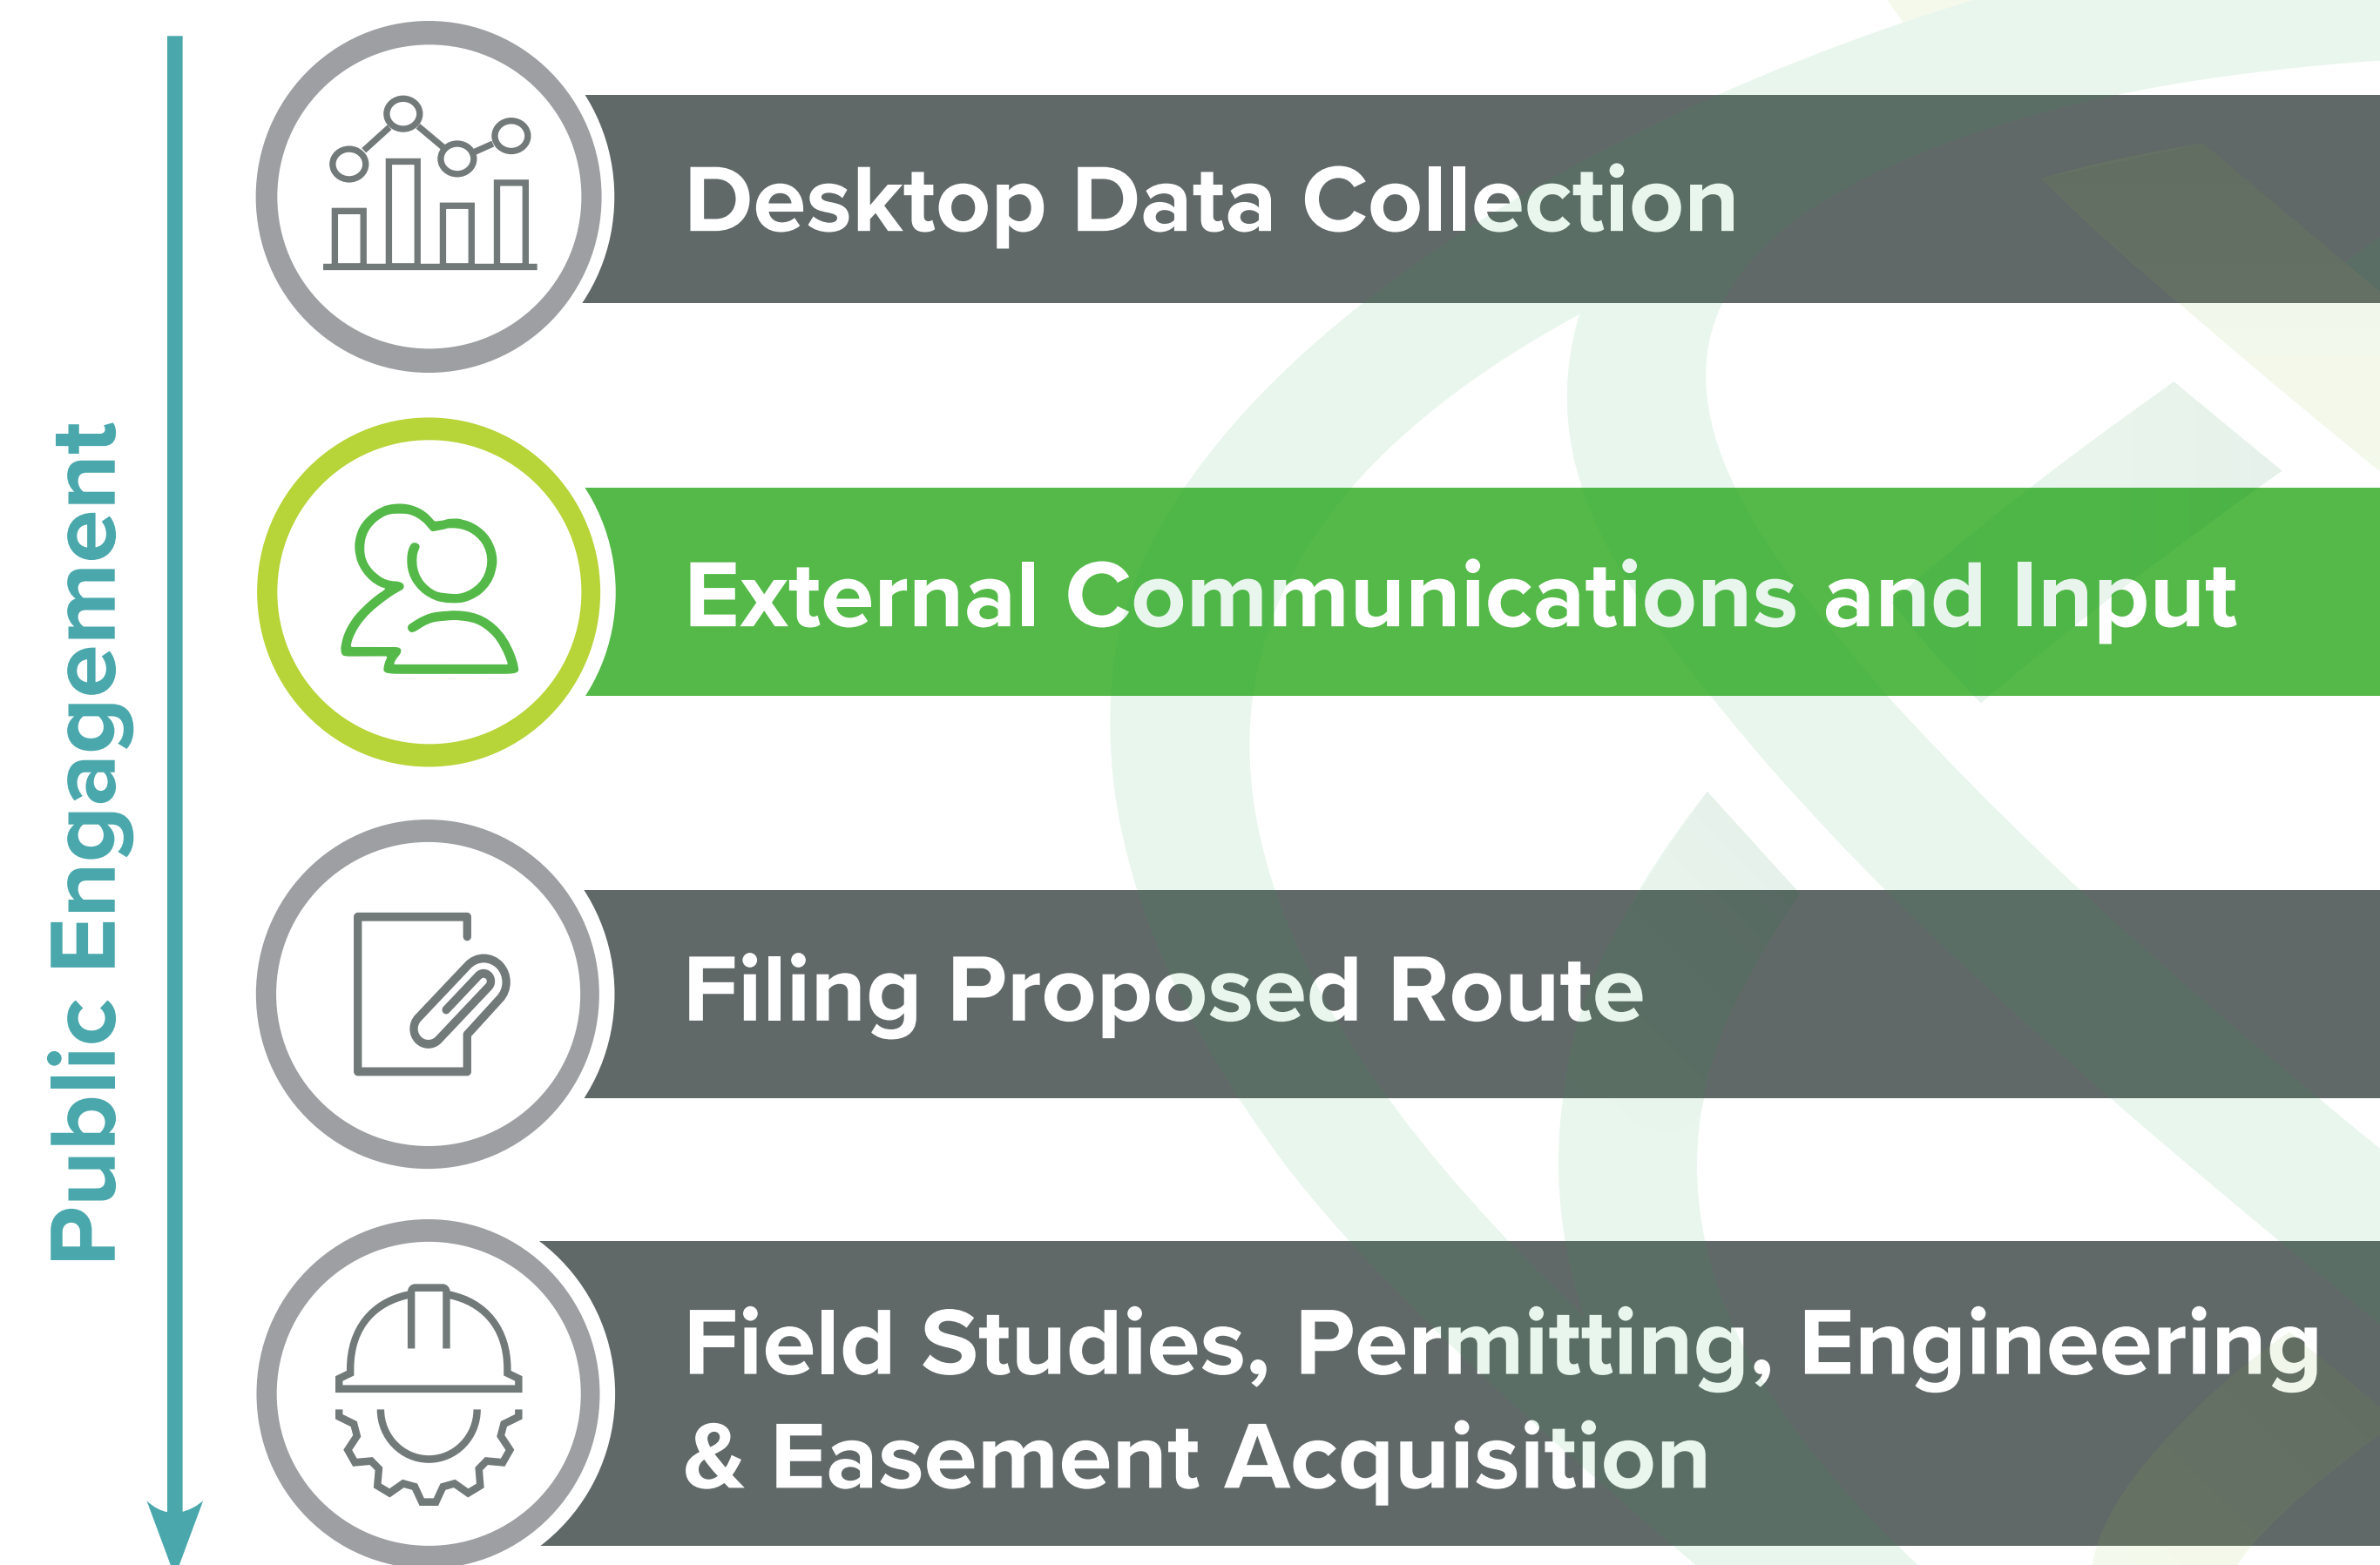 Public Engagement
Desktop Data Collection
External Communications and Input
Filing Proposed Route
Field Studies, Permitting, Engineering
& Easement Acquisition